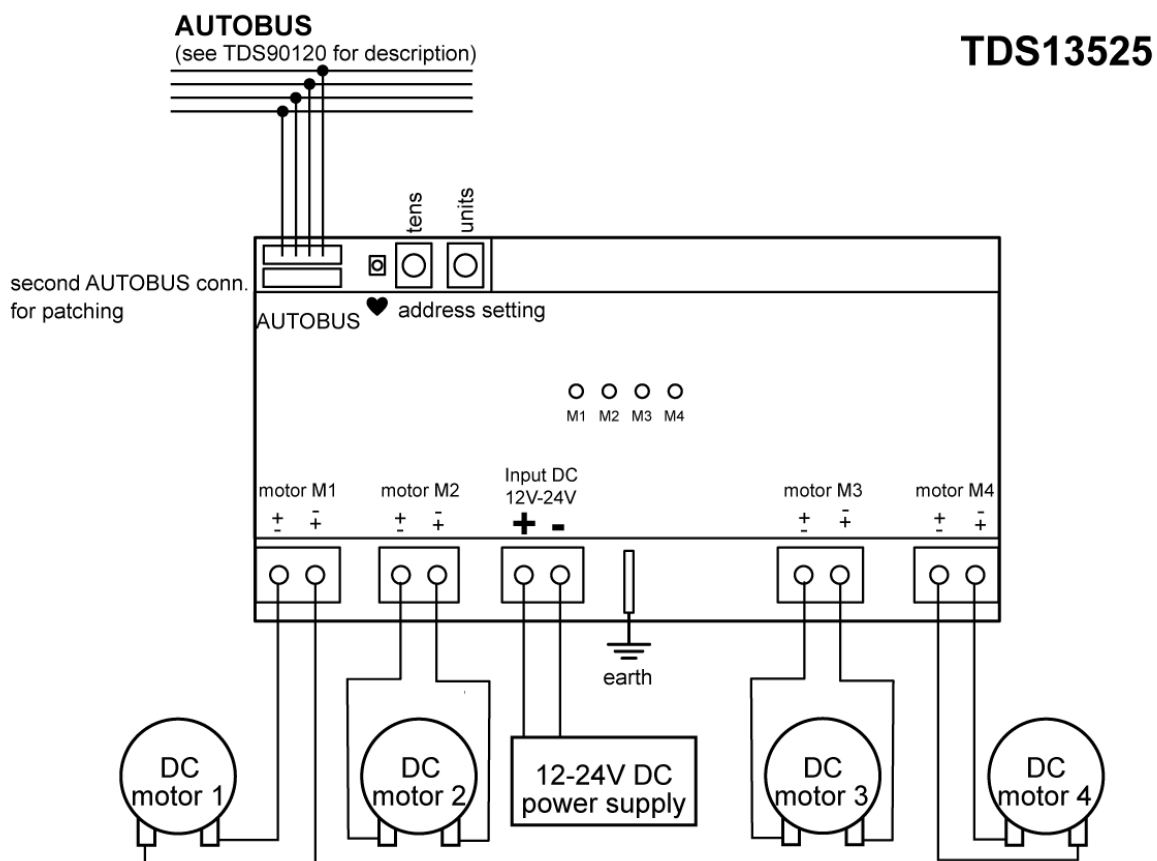 AUTOBUS
(see TDS90120 for description)
TDS13525
tens
units
second AUTOBUS conn.
for patching
AUTOBUS
♥ address setting
M1 M2 M3 M4
motor M1
+
-
-
+
motor M2
+
-
-
+
Input DC
12V-24V
+ -
motor M3
+
-
-
+
motor M4
+
-
-
+
earth
DC
motor 1
DC
motor 2
12-24V DC
power supply
DC
motor 3
DC
motor 4